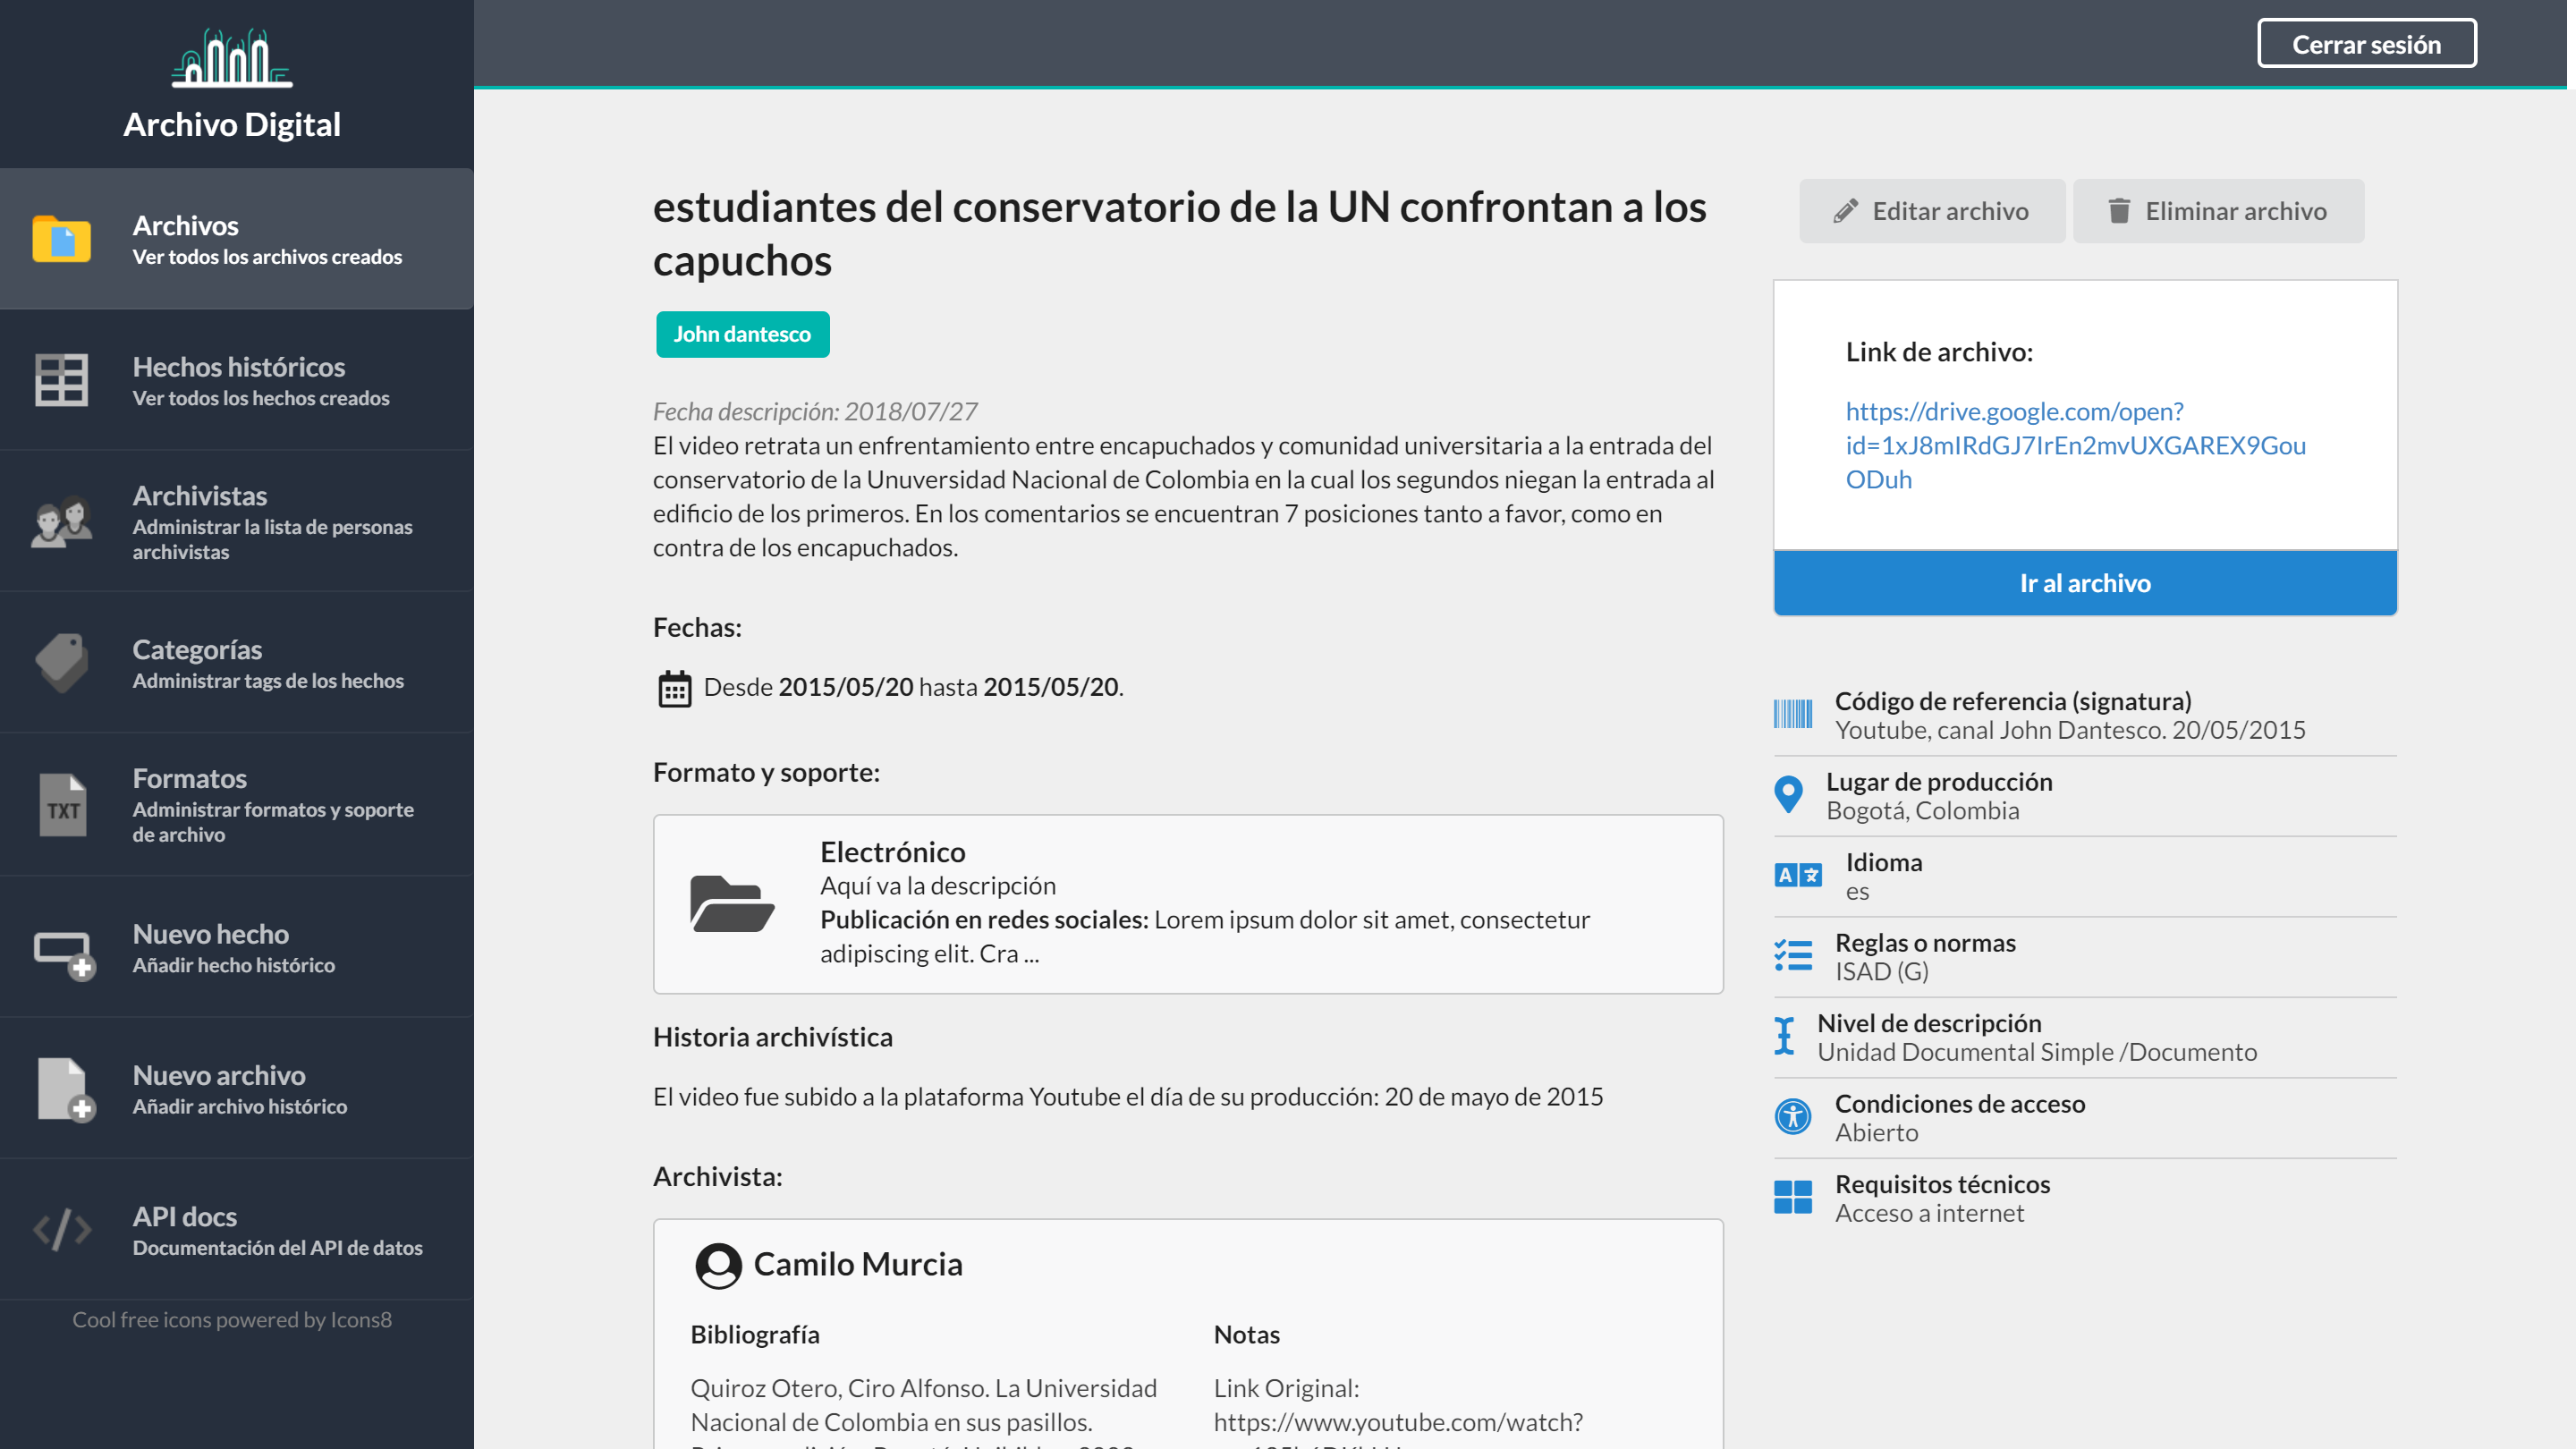 Archivo Digital
Archivos
Ver todos los archivos creados
Hechos históricos
Ver todos los hechos creados
Archivistas
Administrar la lista de personas
archivistas
Categorías
Administrar tags de los hechos
TXT
Formatos
Administrar formatos y soporte
de archivo
Nuevo hecho
Añadir hecho histórico
Nuevo archivo
Añadir archivo histórico
API docs
Documentación del API de datos
Cool free icons powered by Icons8
Cerrar sesión
estudiantes del conservatorio de la UN confrontan a los
capuchos
John dantesco
Fecha descripción: 2018/07/27
El video retrata un enfrentamiento entre encapuchados y comunidad universitaria a la entrada del
conservatorio de la Unuversidad Nacional de Colombia en la cual los segundos niegan la entrada al
edificio de los primeros. En los comentarios se encuentran 7 posiciones tanto a favor, como en
contra de los encapuchados.
Fechas:
Desde 2015/05/20 hasta 2015/05/20.
Formato y soporte:
Electrónico
Aquí va la descripción
Publicación en redes sociales: Lorem ipsum dolor sit amet, consectetur
adipiscing elit. Cra ...
Historia archivística
El video fue subido a la plataforma Youtube el día de su producción: 20 de mayo de 2015
Archivista:
Camilo Murcia
Bibliografía
Quiroz Otero, Ciro Alfonso. La Universidad
Nacional de Colombia en sus pasillos.
Notas
Link Original:
https://www.youtube.com/watch?
Editar archivo
Eliminar archivo
Link de archivo:
https://drive.google.com/open?
id=1xJ8mIRdGJ7IrEn2mvUXGAREX9Gou
ODuh
Ir al archivo
Código de referencia (signatura)
Youtube, canal John Dantesco. 20/05/2015
Lugar de producción
Bogotá, Colombia
A
Idioma
es
Reglas o normas
ISAD (G)
Nivel de descripción
Unidad Documental Simple /Documento
Condiciones de acceso
Abierto
Requisitos técnicos
Acceso a internet